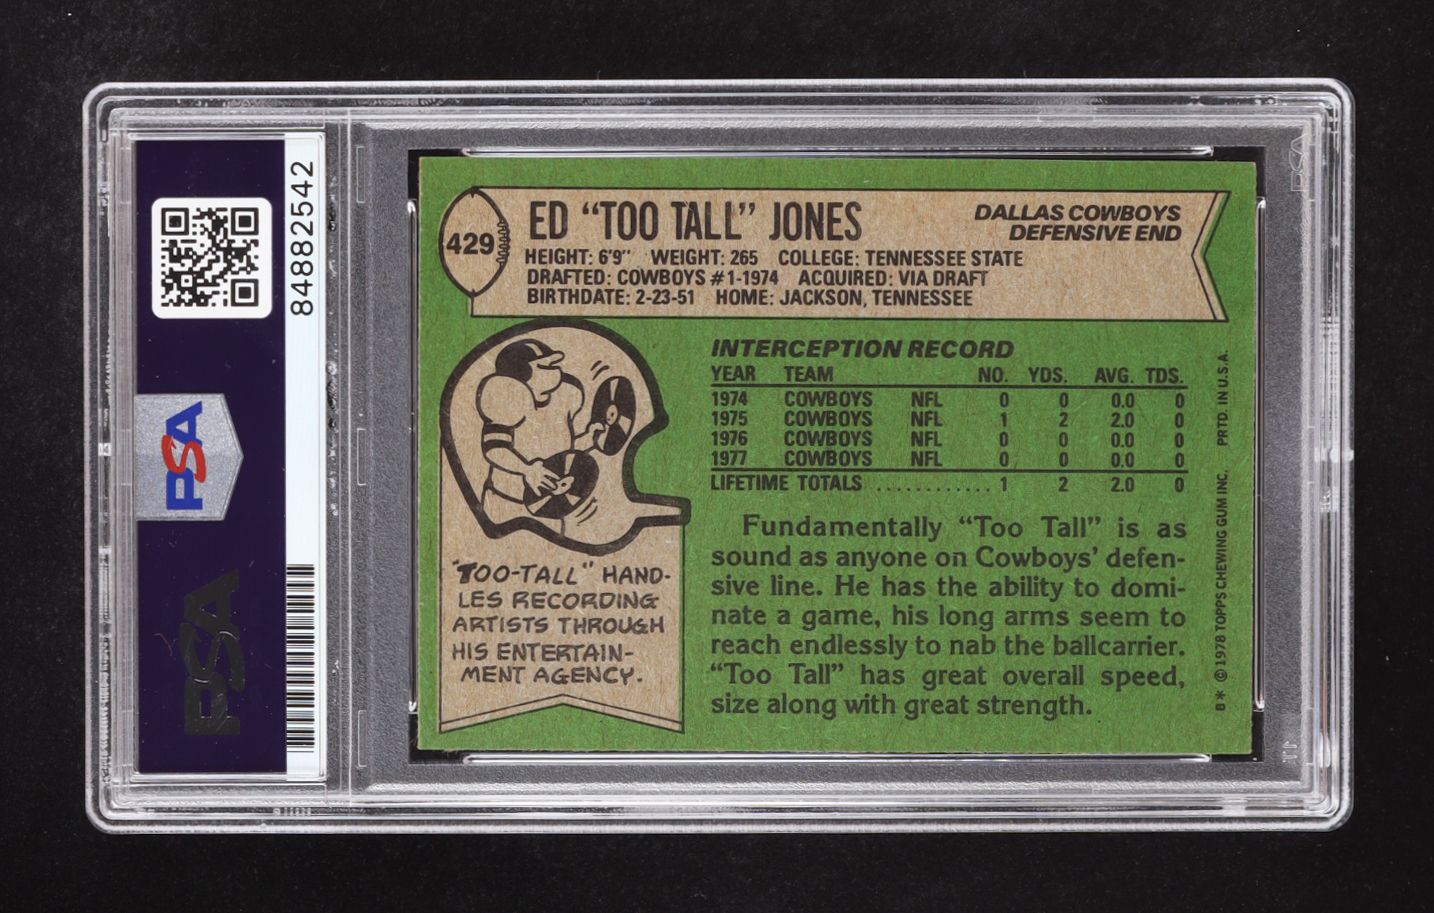 84882542
PSA
PSA
429
ED “TOO TALL” JONES
DALLAS COWBOYS
DEFENSIVE END
HEIGHT: 6'9" WEIGHT: 265 COLLEGE: TENNESSEE STATE
DRAFTED: COWBOYS #1-1974 ACQUIRED: VIA DRAFT
BIRTHDATE: 2-23-51 HOME: JACKSON, TENNESSEE
"TOO-TALL" HAND-
LES RECORDING
ARTISTS THROUGH
HIS ENTERTAIN-
MENT AGENCY.
INTERCEPTION RECORD
YEAR TEAM NO. YDS. AVG. TDS.
1974 COWBOYS NFL 0 0 0.0 0
1975 COWBOYS NFL 1 2 2.0 0
1976 COWBOYS NFL 0 0 0.0 0
1977 COWBOYS NFL 0 0 0.0 0
LIFETIME TOTALS ............ 1 2 2.0 0
Fundamentally “Too Tall” is as
sound as anyone on Cowboys’ defen-
sive line. He has the ability to domi-
nate a game, his long arms seem to
reach endlessly to nab the ballcarrier.
“Too Tall” has great overall speed,
size along with great strength.
B* © 1978 TOPPS CHEWING GUM INC. PRTD. IN U.S.A.
PSA